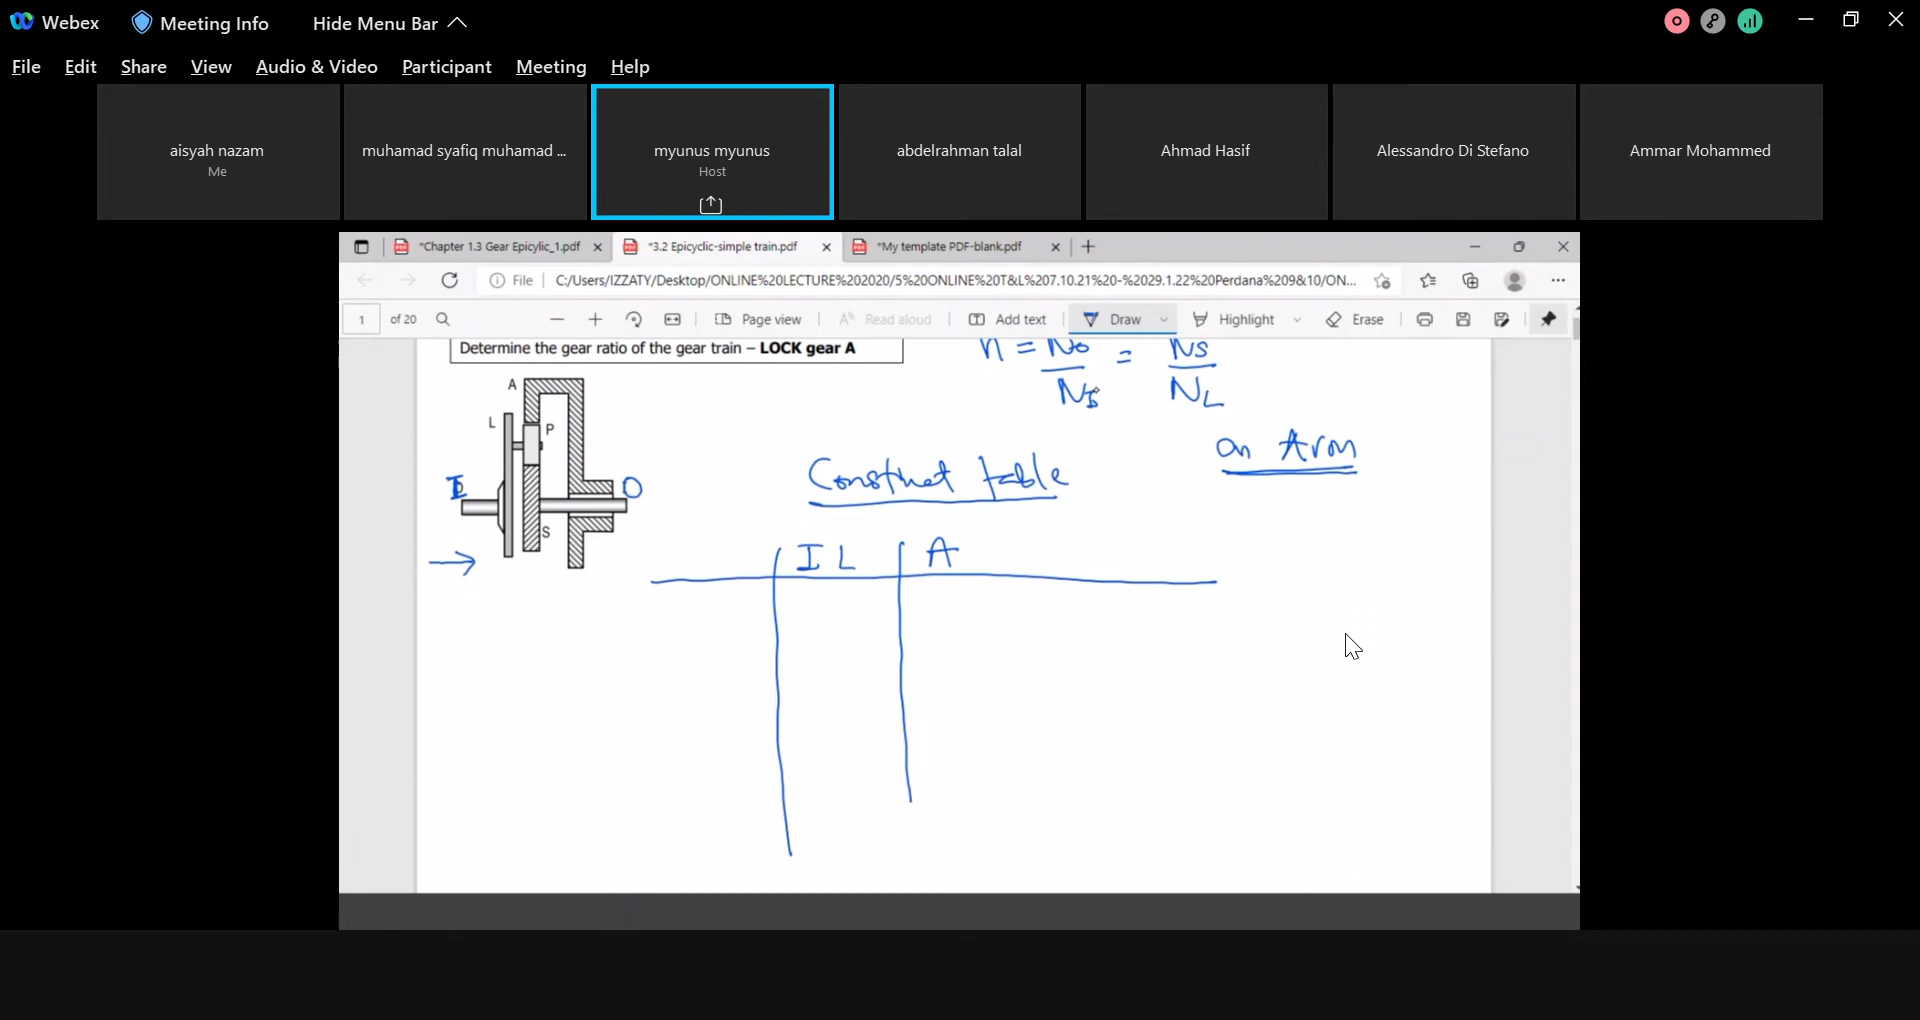 Webex Meeting Info Hide Menu Bar
File Edit Share View Audio & Video Participant Meeting Help
aisyah nazam
Me
muhamad syafiq muhamad ...
myunus myunus
Host
abdelrahman talal
Ahmad Hasif
Alessandro Di Stefano
Ammar Mohammed
*Chapter 1.3 Gear Epicylic_1.pdf
*3.2 Epicyclic-simple train.pdf
*My template PDF-blank.pdf
File C:/Users/IZZATY/Desktop/ONLINE%20LECTURE%202020/5%20ONLINE%20T&L%207.10.21%20-%2029.1.22%20Perdana%209&10/ON...
1 of 20 Page view Read aloud Add text Draw Highlight Erase
Determine the gear ratio of the gear train – LOCK gear A
n = No / NI = NS / NL
A
L
P
I
O
S
on Arm
Construct table
I L A